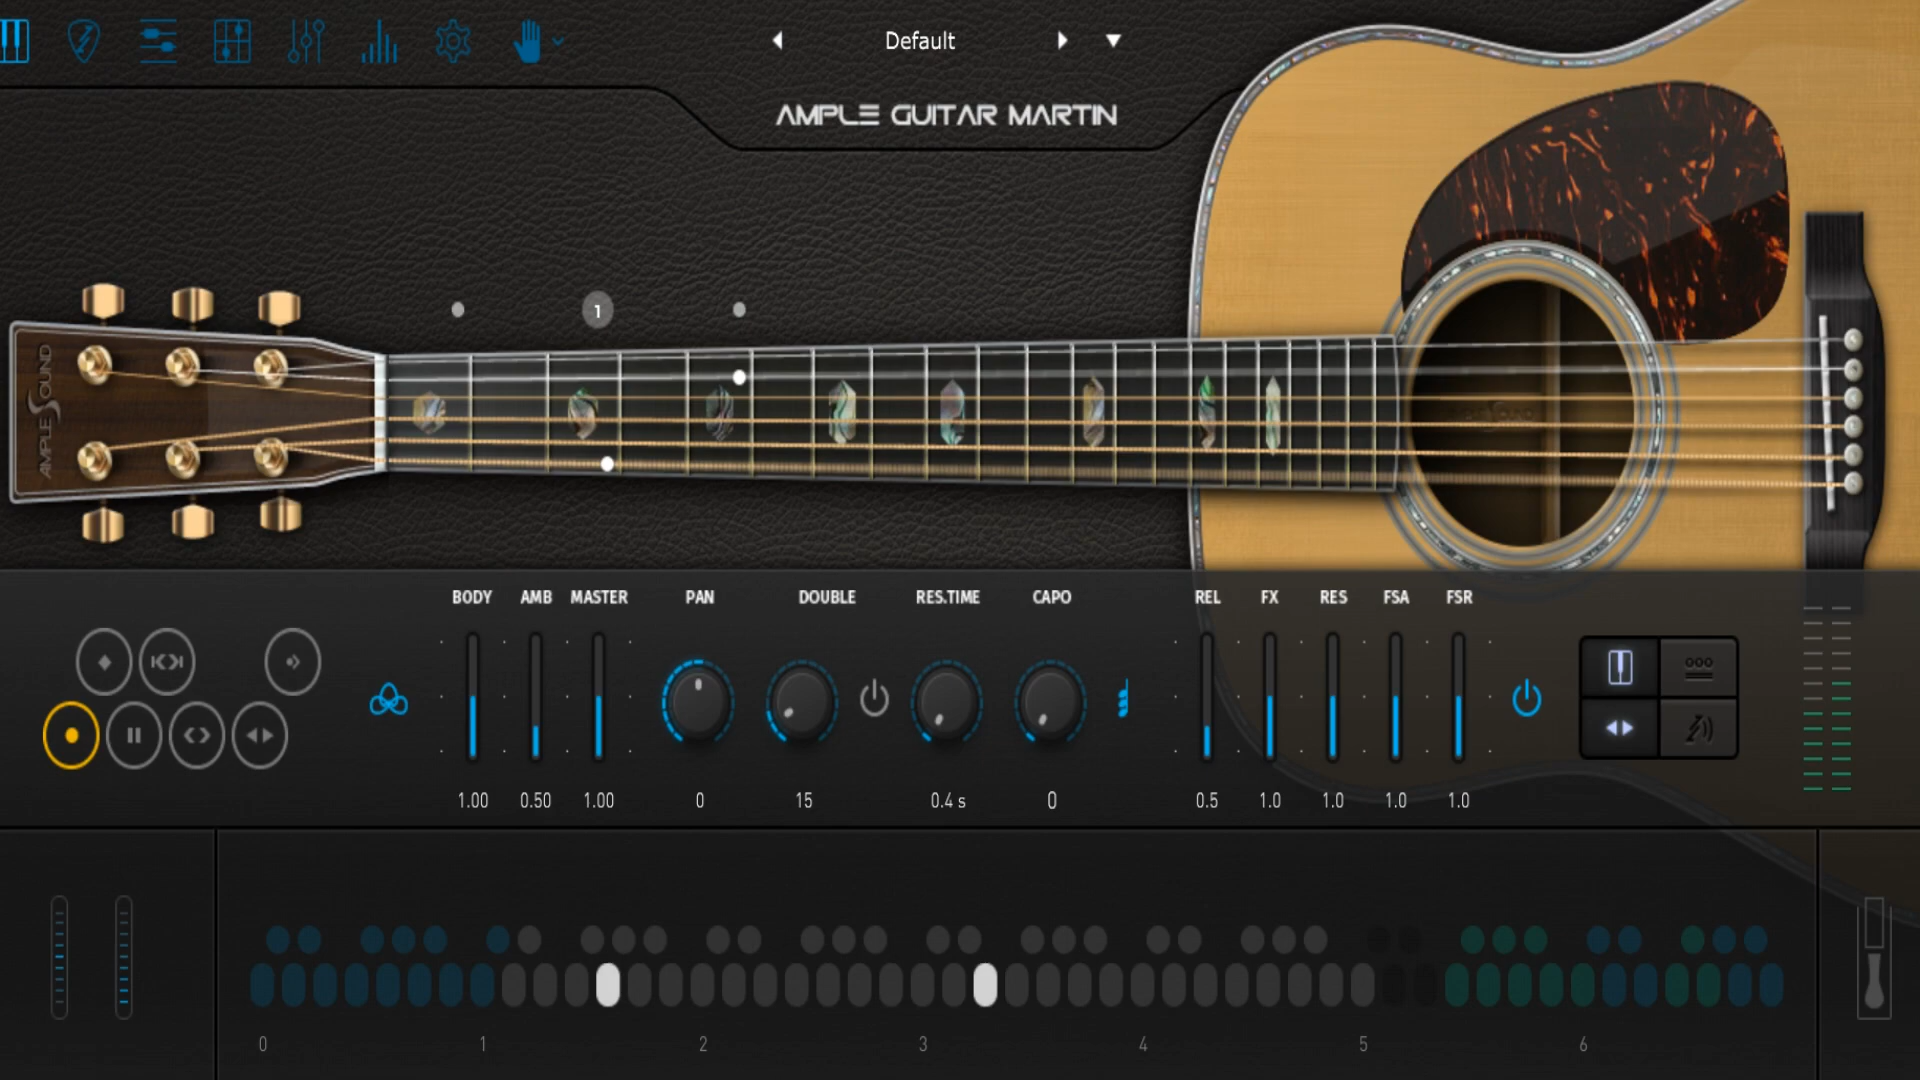 Default
AMPLE GUITAR MARTIN
1
AMPLE SOUND
BODY AMB MASTER PAN DOUBLE RES.TIME CAPO REL FX RES FSA FSR
1.00 0.50 1.00 0 15 0.4 s 0 0.5 1.0 1.0 1.0 1.0
0 1 2 3 4 5 6